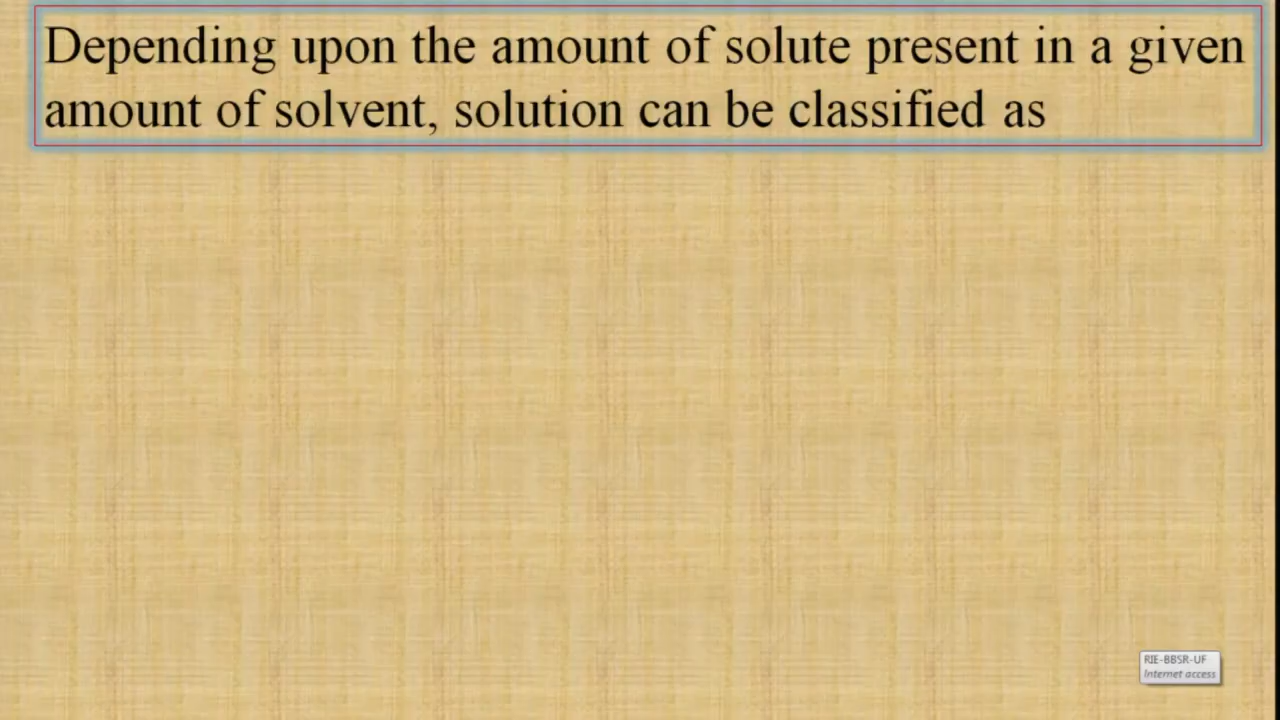 Depending upon the amount of solute present in a given
amount of solvent, solution can be classified as
RIE-BBSR-UF
Internet access